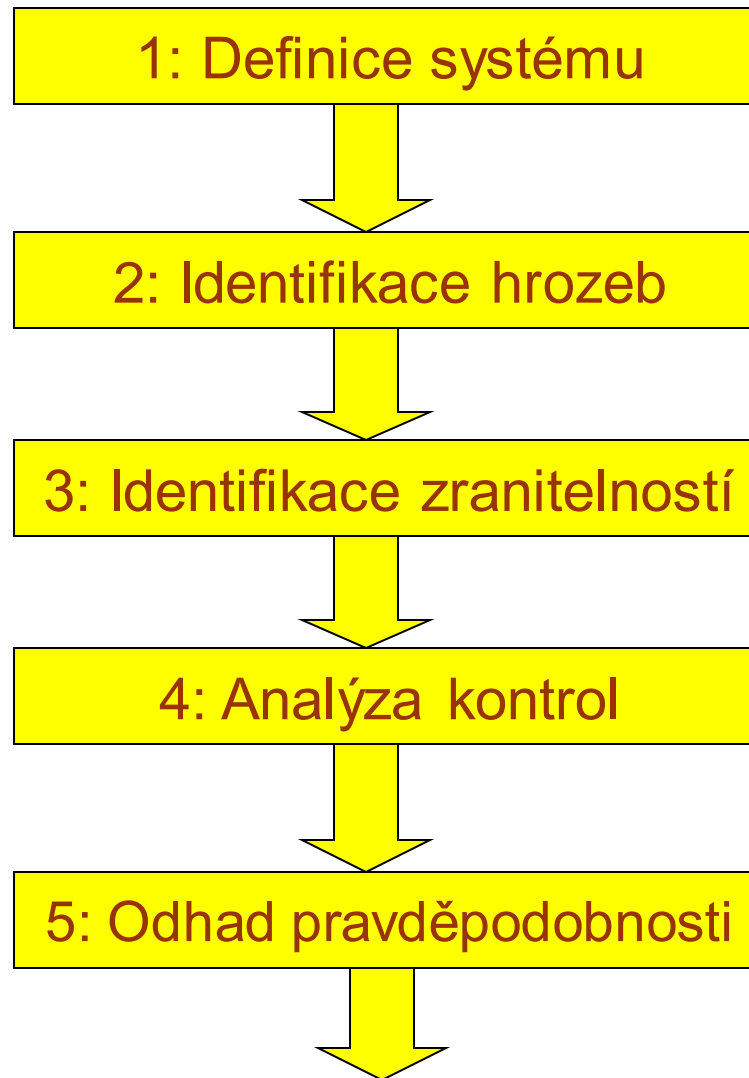 1: Definice systému
2: Identifikace hrozeb
3: Identifikace zranitelností
4: Analýza kontrol
5: Odhad pravděpodobnosti